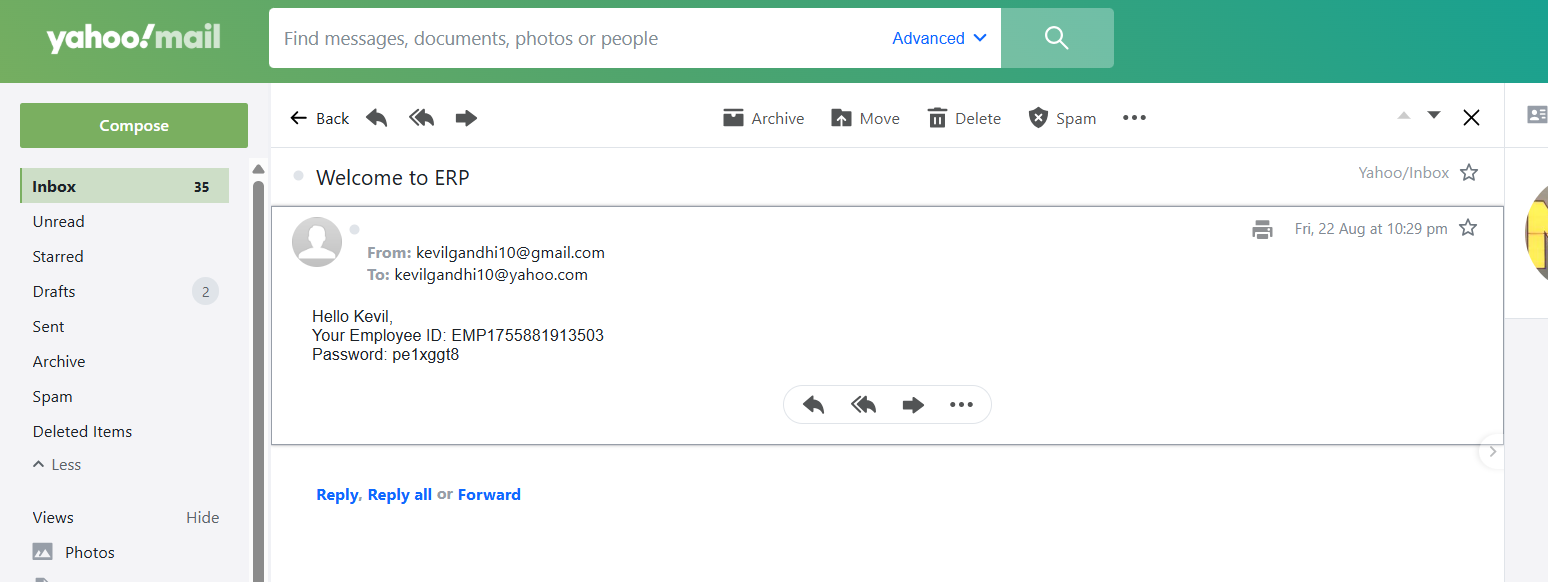 yahoo!mail
Find messages, documents, photos or people
Advanced
Compose
Back
Archive
Move
Delete
Spam
Inbox 35
Unread
Starred
Drafts 2
Sent
Archive
Spam
Deleted Items
Less
Views Hide
Photos
Welcome to ERP
Yahoo/Inbox
From: kevilgandhi10@gmail.com
To: kevilgandhi10@yahoo.com
Fri, 22 Aug at 10:29 pm
Hello Kevil,
Your Employee ID: EMP1755881913503
Password: pe1xggt8
Reply, Reply all or Forward